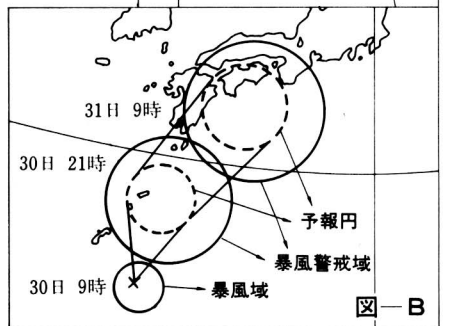 31日 9時
30日 21時
予報円
暴風警戒域
30日 9時
暴風域
図―B